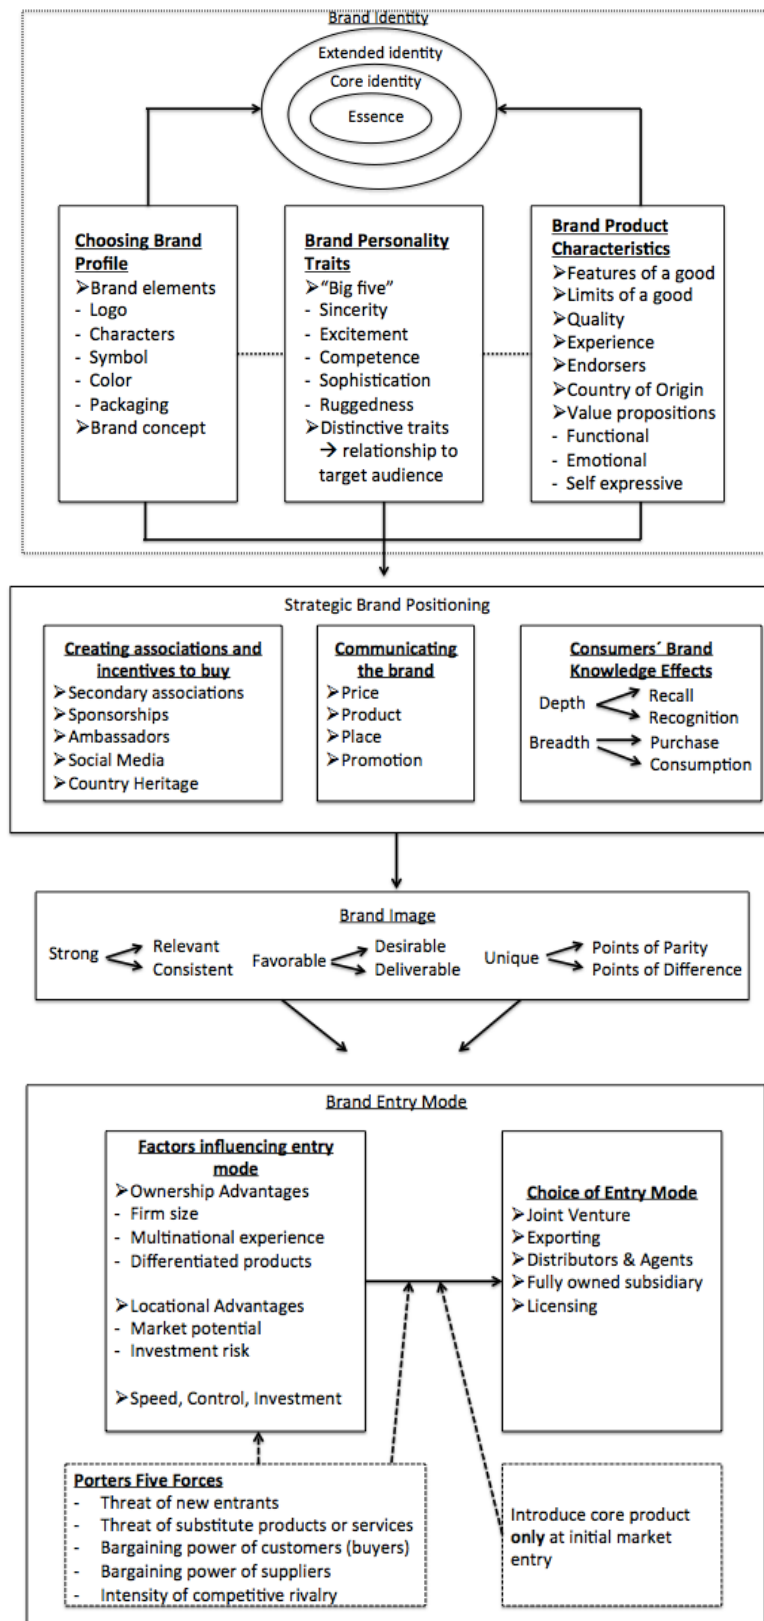 Brand Identity
Extended identity
Core identity
Essence
Choosing Brand
Profile
➢Brand elements
- Logo
- Characters
- Symbol
- Color
- Packaging
➢Brand concept
Brand Personality
Traits
➢"Big five"
- Sincerity
- Excitement
- Competence
- Sophistication
- Ruggedness
➢Distinctive traits
→ relationship to
target audience
Brand Product
Characteristics
➢Features of a good
➢Limits of a good
➢Quality
➢Experience
➢Endorsers
➢Country of Origin
➢Value propositions
- Functional
- Emotional
- Self expressive
Strategic Brand Positioning
Creating associations and
incentives to buy
➢Secondary associations
➢Sponsorships
➢Ambassadors
➢Social Media
➢Country Heritage
Communicating
the brand
➢Price
➢Product
➢Place
➢Promotion
Consumers´ Brand
Knowledge Effects
Depth
Recall
Recognition
Breadth
Purchase
Consumption
Brand Image
Strong
Relevant
Consistent
Favorable
Desirable
Deliverable
Unique
Points of Parity
Points of Difference
Brand Entry Mode
Factors influencing entry
mode
➢Ownership Advantages
- Firm size
- Multinational experience
- Differentiated products
➢Locational Advantages
- Market potential
- Investment risk
➢Speed, Control, Investment
Choice of Entry Mode
➢Joint Venture
➢Exporting
➢Distributors & Agents
➢Fully owned subsidiary
➢Licensing
Porters Five Forces
- Threat of new entrants
- Threat of substitute products or services
- Bargaining power of customers (buyers)
- Bargaining power of suppliers
- Intensity of competitive rivalry
Introduce core product
only at initial market
entry